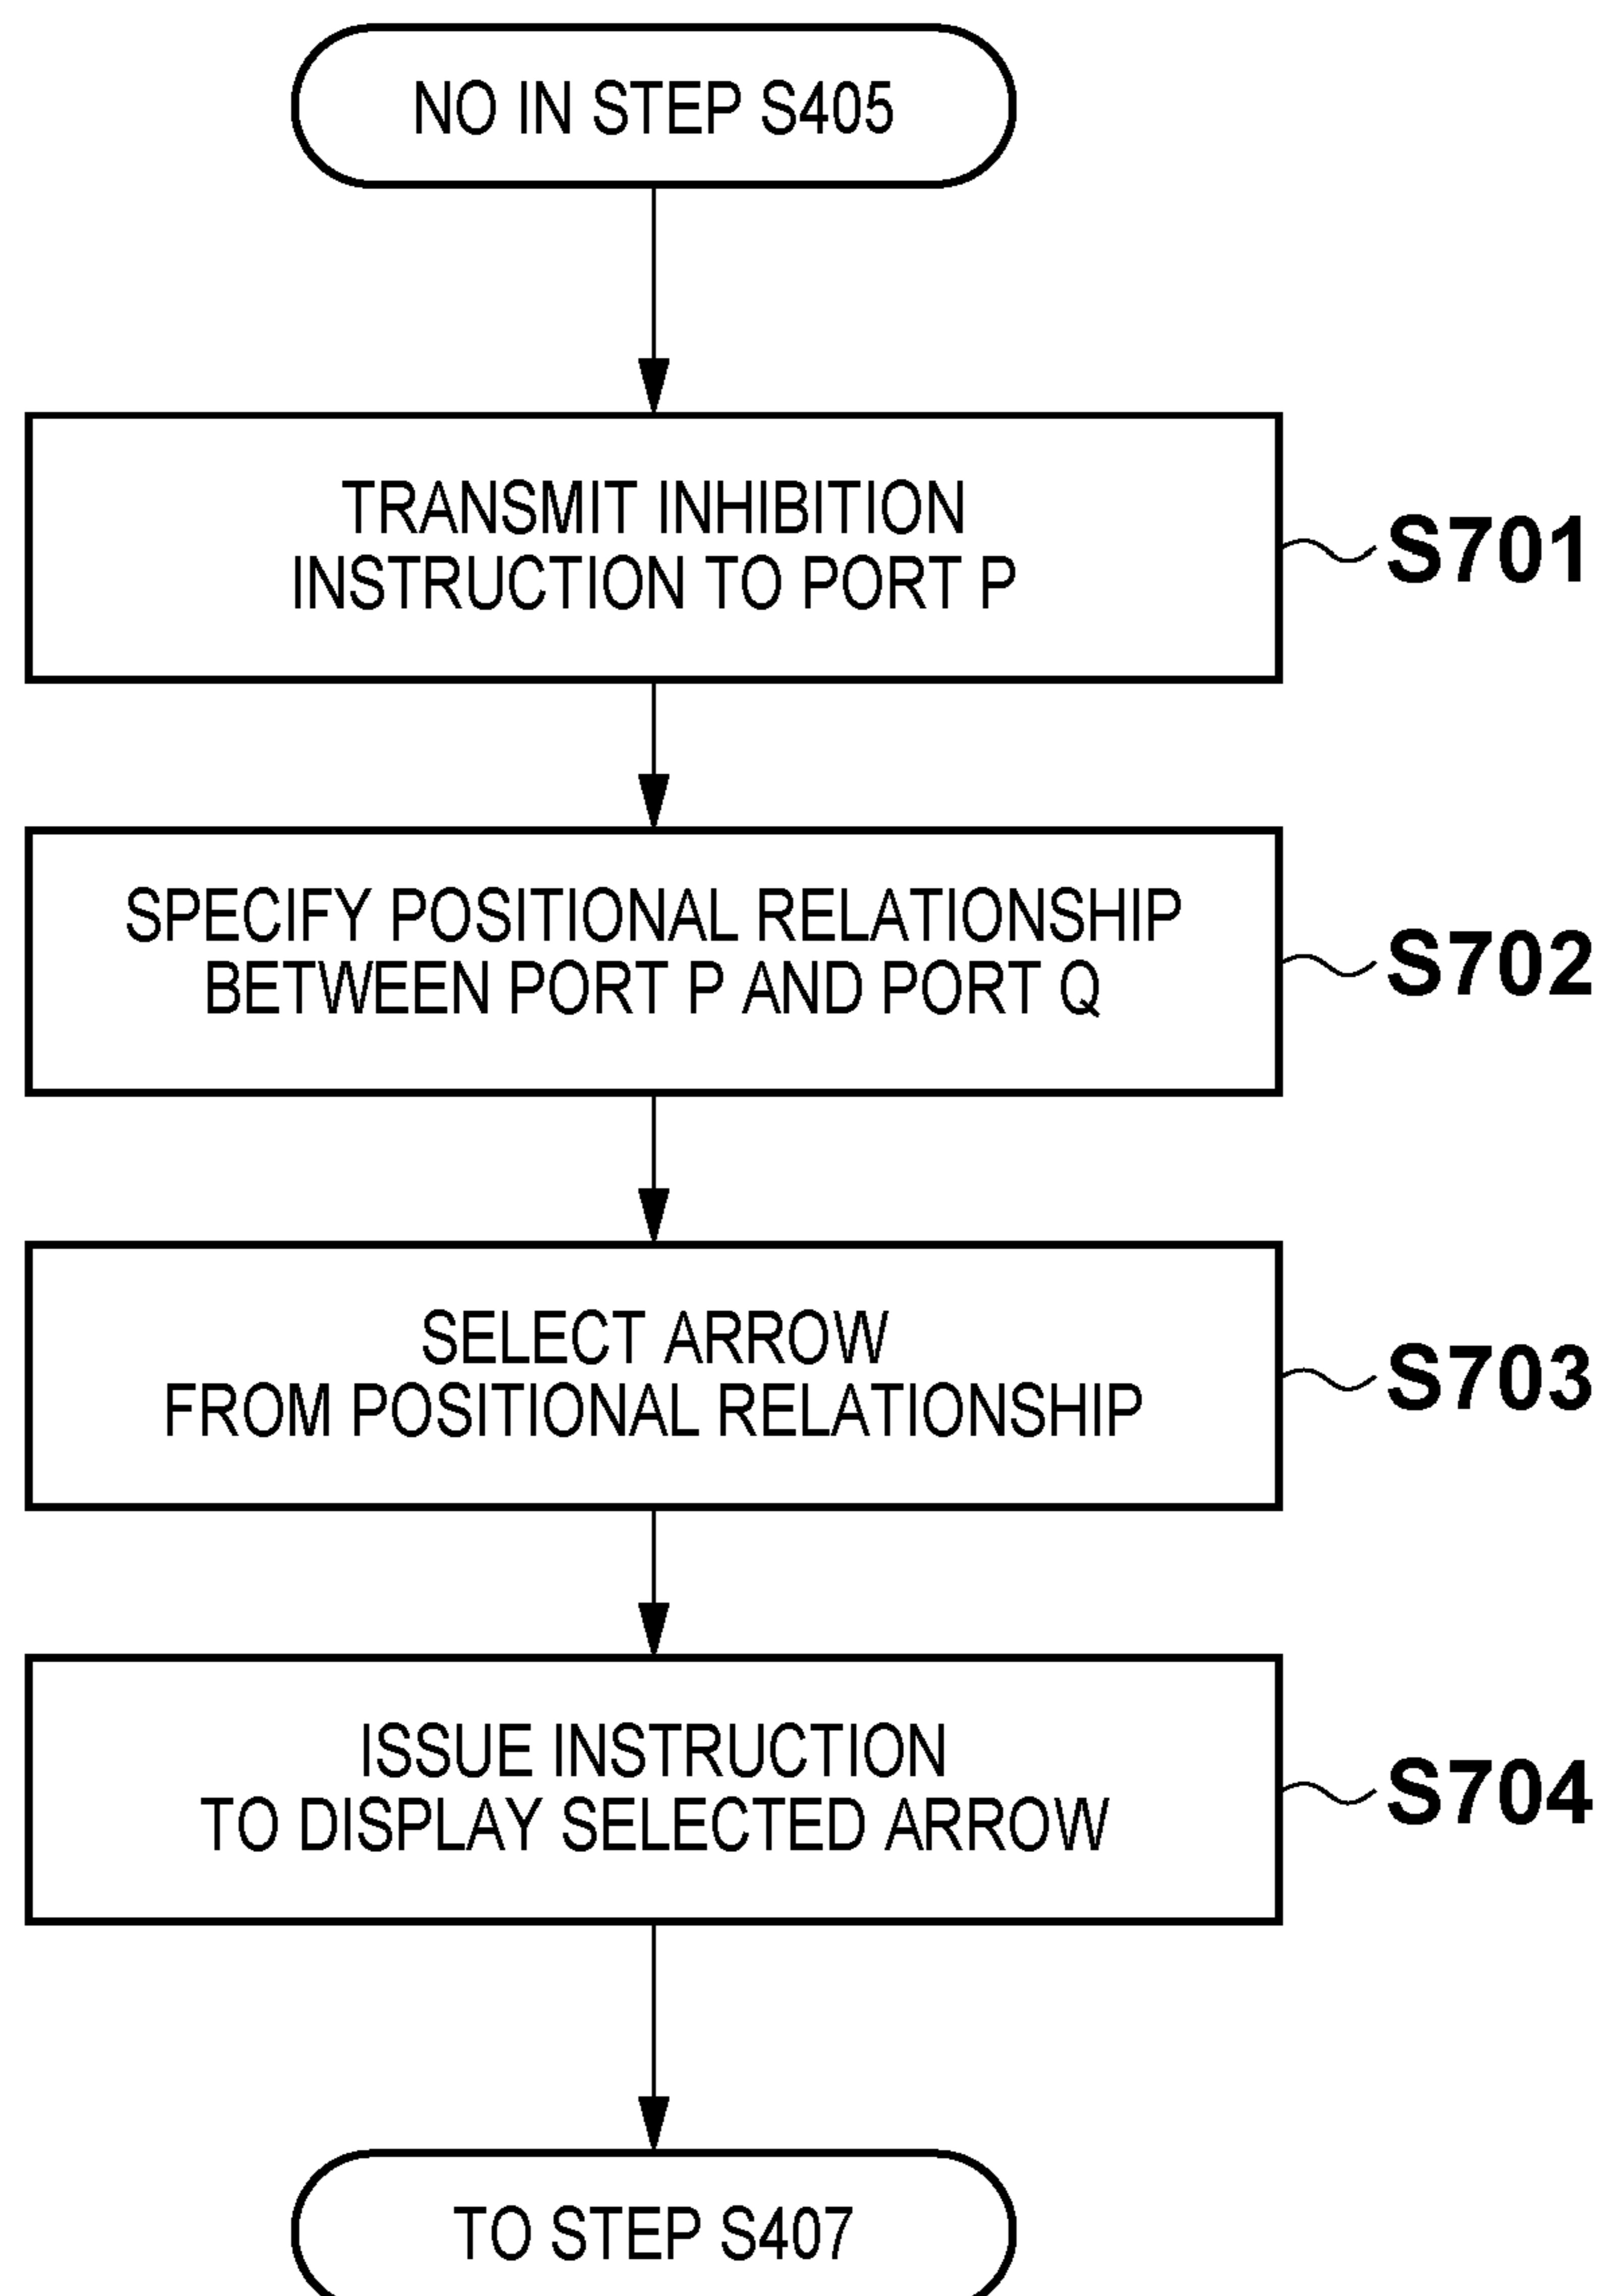 NO IN STEP S405
TRANSMIT INHIBITION
INSTRUCTION TO PORT P
S701
SPECIFY POSITIONAL RELATIONSHIP
BETWEEN PORT P AND PORT Q
S702
SELECT ARROW
FROM POSITIONAL RELATIONSHIP
S703
ISSUE INSTRUCTION
TO DISPLAY SELECTED ARROW
S704
TO STEP S407